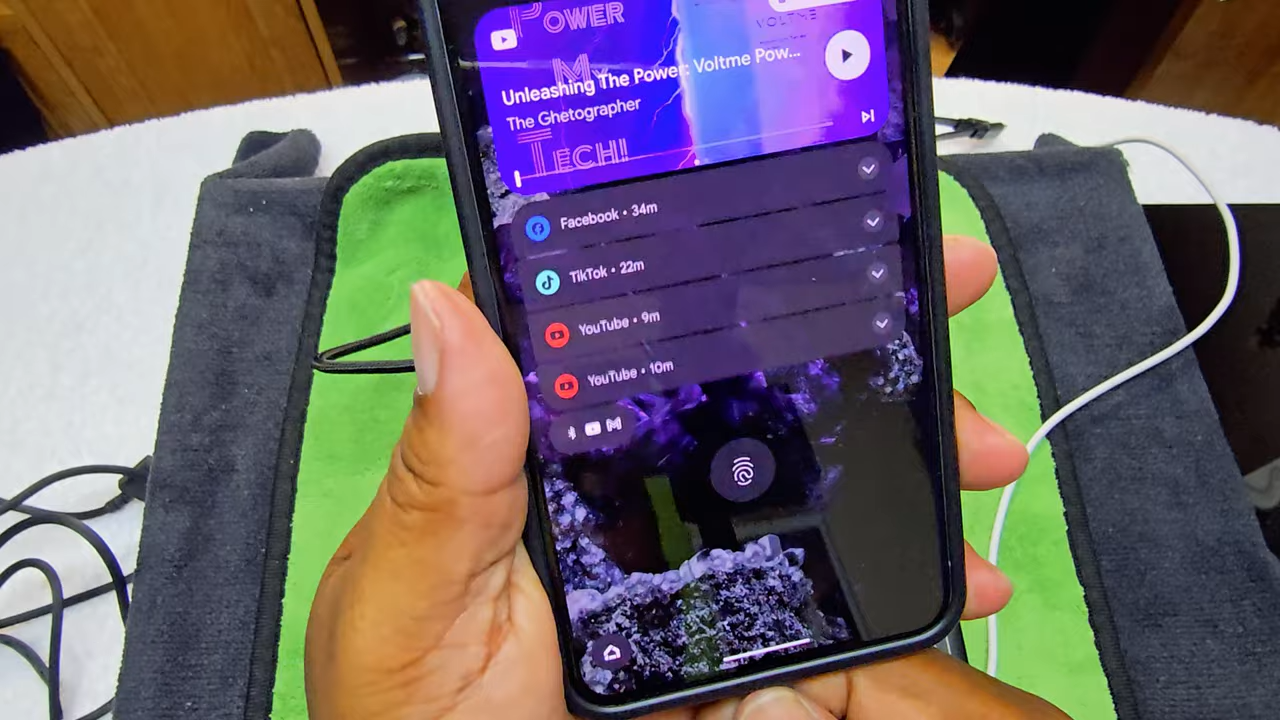 Power
VOLTME
My
Unleashing The Power: Voltme Pow...
The Ghetographer
Tech!
Facebook • 34m
TikTok • 22m
YouTube • 9m
YouTube • 10m